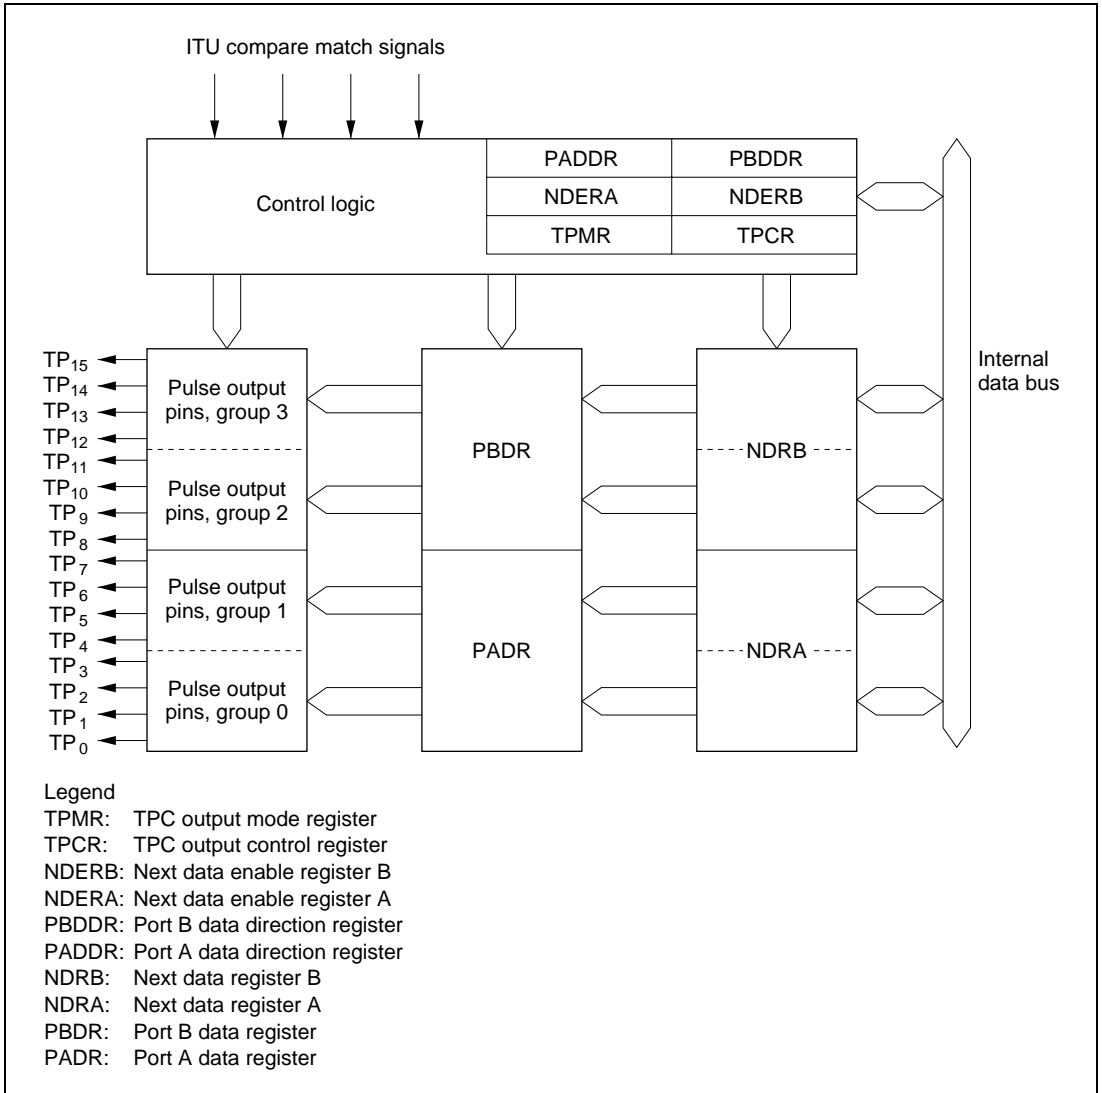 ITU compare match signals
Control logic
PADDR PBDDR
NDERA NDERB
TPMR TPCR
Internal
data bus
TP15
TP14
TP13
TP12
TP11
TP10
TP9
TP8
TP7
TP6
TP5
TP4
TP3
TP2
TP1
TP0
Pulse output
pins, group 3
Pulse output
pins, group 2
Pulse output
pins, group 1
Pulse output
pins, group 0
PBDR
PADR
NDRB
NDRA
Legend
TPMR: TPC output mode register
TPCR: TPC output control register
NDERB: Next data enable register B
NDERA: Next data enable register A
PBDDR: Port B data direction register
PADDR: Port A data direction register
NDRB: Next data register B
NDRA: Next data register A
PBDR: Port B data register
PADR: Port A data register